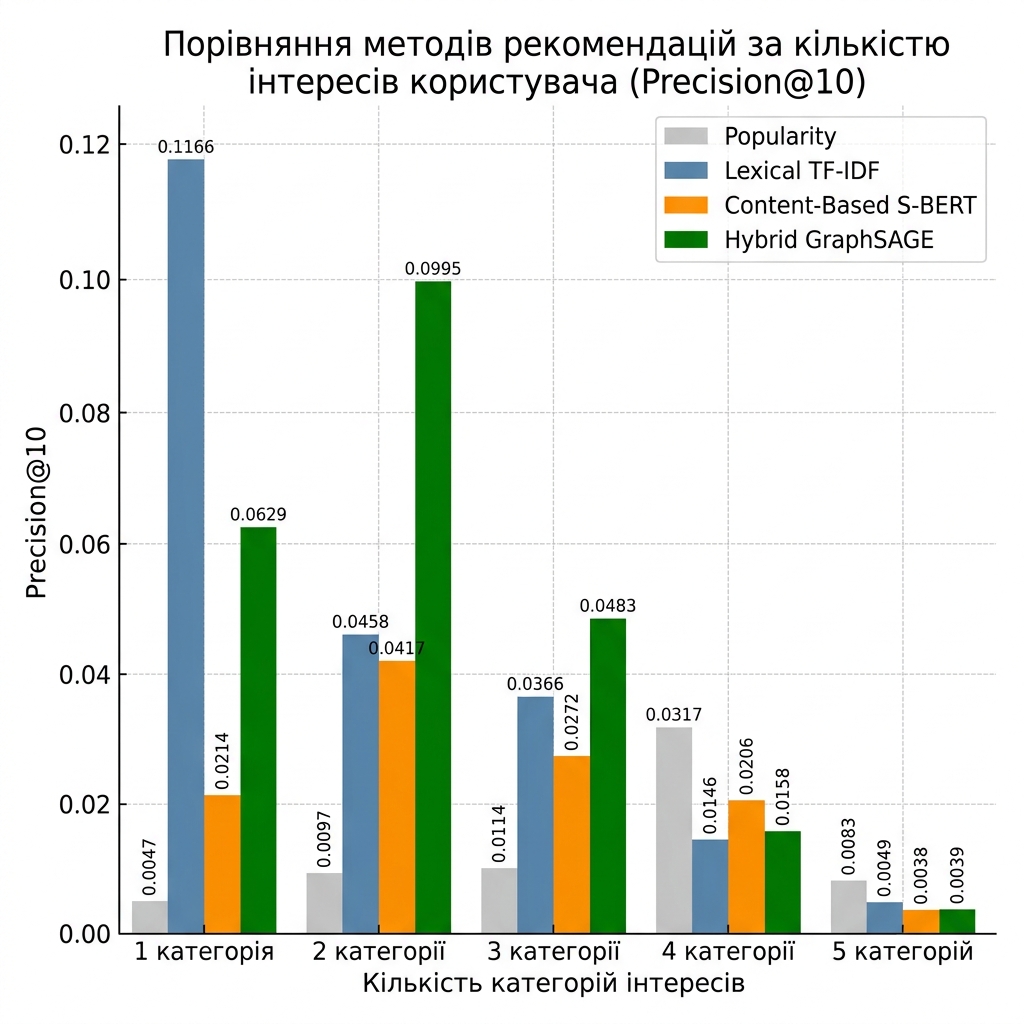 Порівняння методів рекомендацій за кількістю
інтересів користувача (Precision@10)
Popularity
Lexical TF-IDF
Content-Based S-BERT
Hybrid GraphSAGE
Precision@10
0.12
0.10
0.08
0.06
0.04
0.02
0.00
0.0047
0.1166
0.0214
0.0629
0.0097
0.0458
0.0417
0.0995
0.0114
0.0366
0.0272
0.0483
0.0317
0.0146
0.0206
0.0158
0.0083
0.0049
0.0038
0.0039
1 категорія
2 категорії
3 категорії
4 категорії
5 категорій
Кількість категорій інтересів